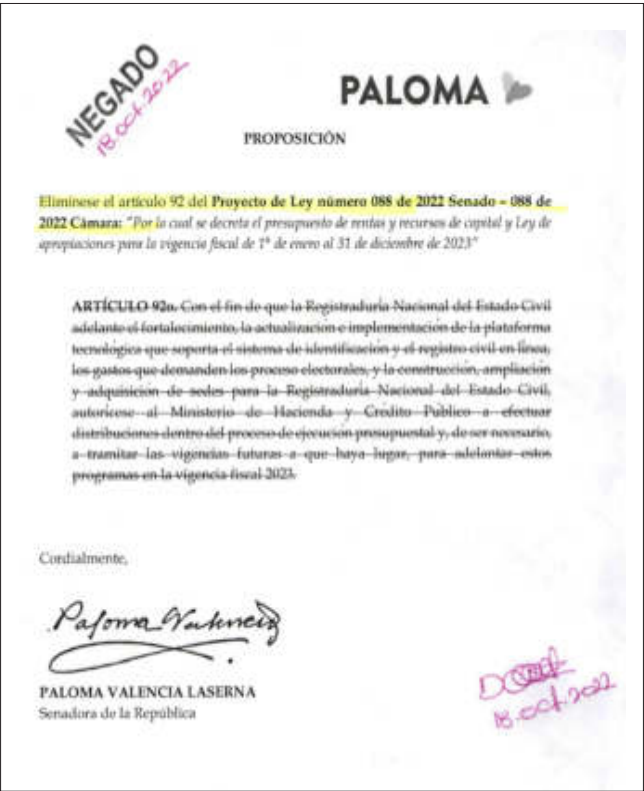 NEGADO
18.oct.2022
PALOMA
PROPOSICIÓN
Elimínese el artículo 92 del Proyecto de Ley número 088 de 2022 Senado – 088 de
2022 Cámara: "Por la cual se decreta el presupuesto de rentas y recursos de capital y Ley de
apropiaciones para la vigencia fiscal de 1° de enero al 31 de diciembre de 2023"
ARTÍCULO 92o. Con el fin de que la Registraduría Nacional del Estado Civil
adelante el fortalecimiento, la actualización e implementación de la plataforma
tecnológica que soporta el sistema de identificación y el registro civil en línea,
los gastos que demanden los proceso electorales, y la construcción, ampliación
y adquisición de sedes para la Registraduría Nacional del Estado Civil,
autorícese al Ministerio de Hacienda y Crédito Público a efectuar
distribuciones dentro del proceso de ejecución presupuestal y, de ser necesario,
a tramitar las vigencias futuras a que haya lugar, para adelantar estos
programas en la vigencia fiscal 2023.
Cordialmente,
Paloma Valencia
PALOMA VALENCIA LASERNA
Senadora de la República
18.oct.2022